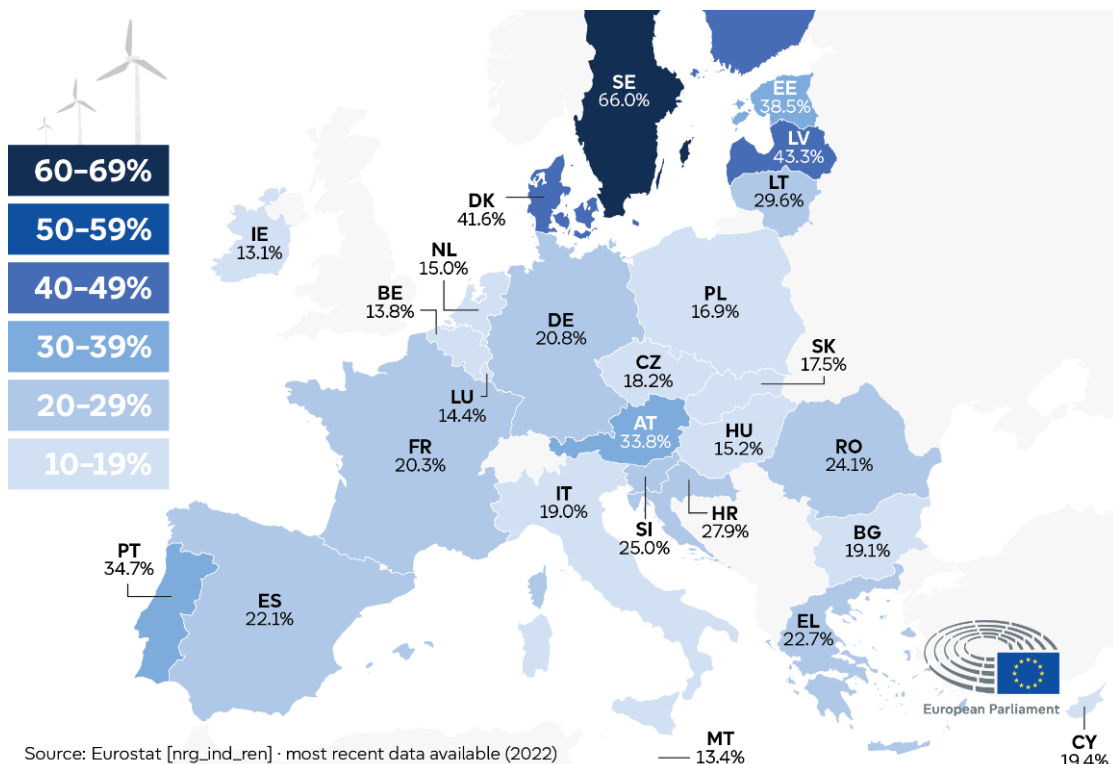 60–69%
50–59%
40–49%
30–39%
20–29%
10–19%
SE
66.0%
EE
38.5%
LV
43.3%
LT
29.6%
DK
41.6%
IE
13.1%
NL
15.0%
BE
13.8%
PL
16.9%
DE
20.8%
SK
17.5%
CZ
18.2%
LU
14.4%
AT
33.8%
HU
15.2%
RO
24.1%
FR
20.3%
IT
19.0%
SI
25.0%
HR
27.9%
BG
19.1%
PT
34.7%
ES
22.1%
EL
22.7%
European Parliament
MT
13.4%
CY
19.4%
Source: Eurostat [nrg_ind_ren] · most recent data available (2022)